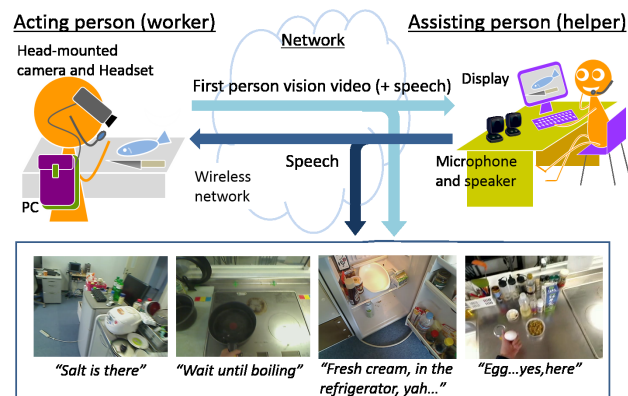 Acting person (worker)
Assisting person (helper)
Network
Head-mounted
camera and Headset
First person vision video (+ speech)
Display
Speech
Wireless
network
Microphone
and speaker
PC
“Salt is there”
“Wait until boiling”
“Fresh cream, in the
refrigerator, yah...”
“Egg...yes,here”